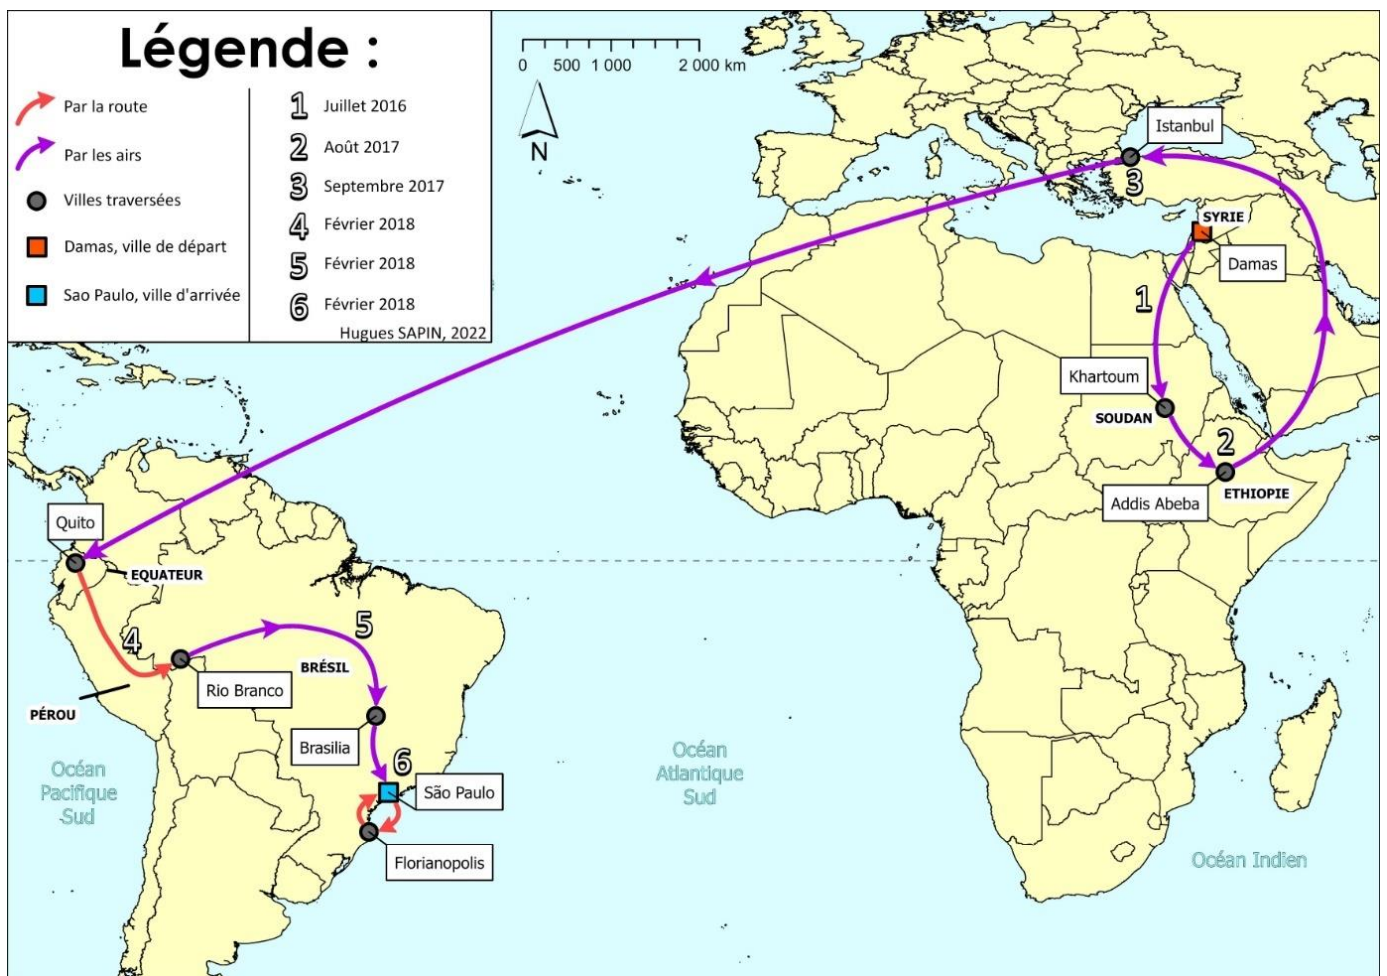 Légende :
Par la route
Par les airs
Villes traversées
Damas, ville de départ
Sao Paulo, ville d'arrivée
1 Juillet 2016
2 Août 2017
3 Septembre 2017
4 Février 2018
5 Février 2018
6 Février 2018
Hugues SAPIN, 2022
0 500 1 000 2 000 km
N
Istanbul
3
SYRIE
Damas
1
Khartoum
SOUDAN
2
Addis Abeba
ETHIOPIE
Quito
EQUATEUR
4
5
BRÉSIL
Rio Branco
PÉROU
Brasilia
6
São Paulo
Florianopolis
Océan
Pacifique
Sud
Océan
Atlantique
Sud
Océan Indien